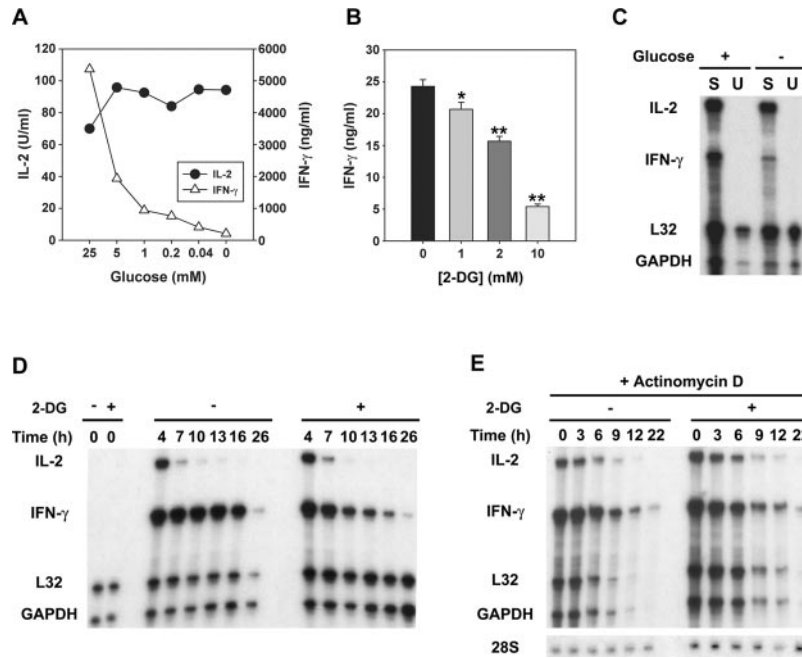 A
B
C
120
100
80
60
40
20
0
IL-2 (U/ml)
6000
5000
4000
3000
2000
1000
0
IFN-γ (ng/ml)
IL-2
IFN-γ
25 5 1 0.2 0.04 0
Glucose (mM)
30
25
20
15
10
5
0
IFN-γ (ng/ml)
*
**
**
0 1 2 10
[2-DG] (mM)
Glucose + -
S U S U
IL-2
IFN-γ
L32
GAPDH
D
2-DG - + - +
Time (h) 0 0 4 7 10 13 16 26 4 7 10 13 16 26
IL-2
IFN-γ
L32
GAPDH
E
+ Actinomycin D
2-DG - +
Time (h) 0 3 6 9 12 22 0 3 6 9 12
IL-2
IFN-γ
L32
GAPDH
28S